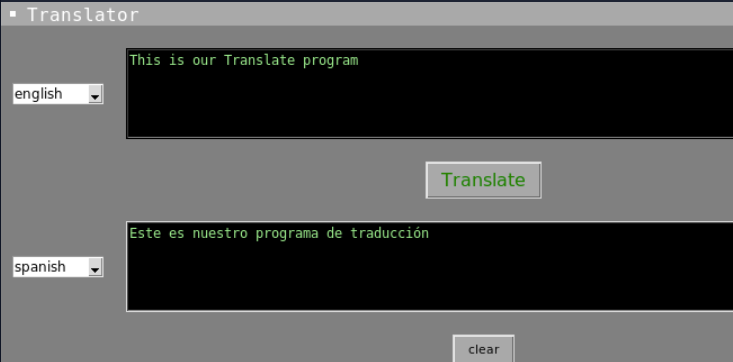 Translator
This is our Translate program
english
Translate
Este es nuestro programa de traducción
spanish
clear